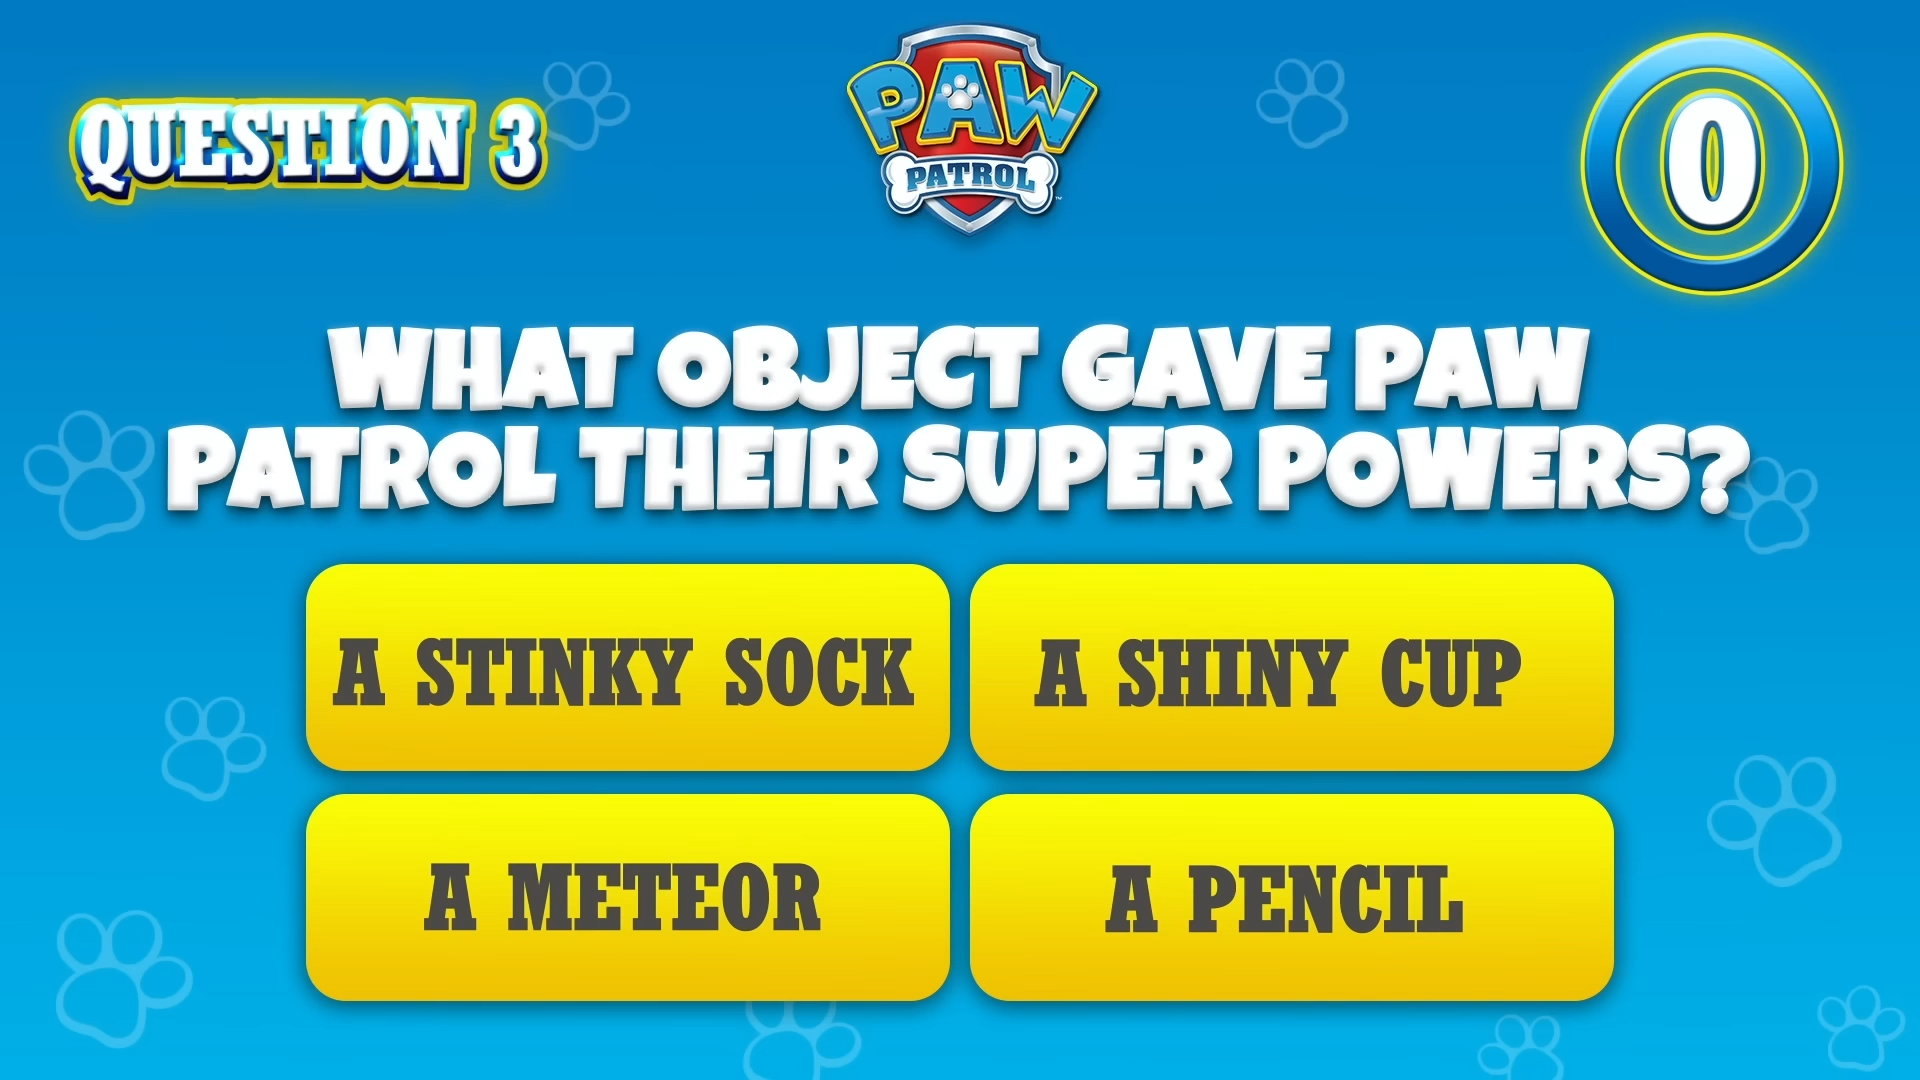 QUESTION 3
PAW
PATROL
™
0
WHAT OBJECT GAVE PAW
PATROL THEIR SUPER POWERS?
A STINKY SOCK
A SHINY CUP
A METEOR
A PENCIL